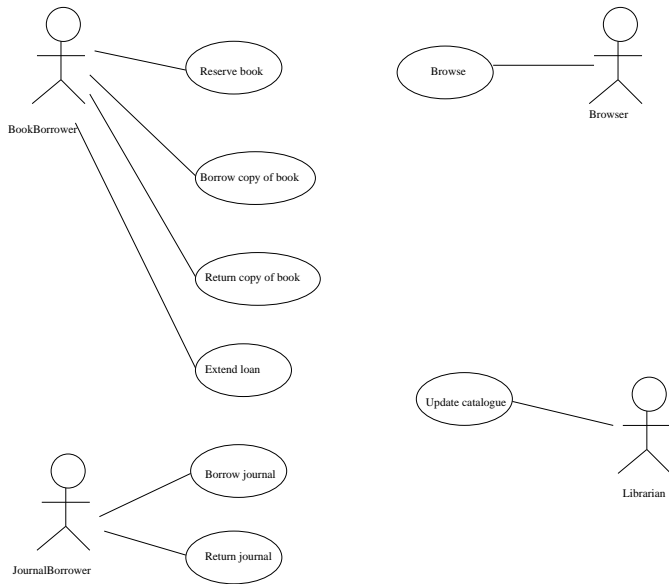 Reserve book
Browse
Browser
BookBorrower
Borrow copy of book
Return copy of book
Extend loan
Update catalogue
Borrow journal
Librarian
Return journal
JournalBorrower